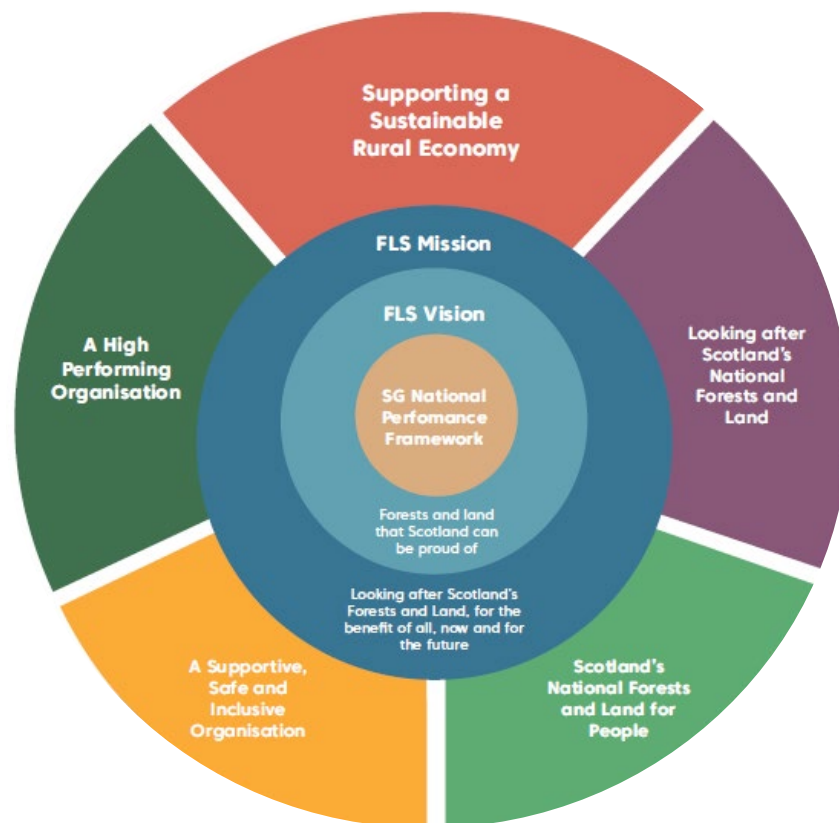 Supporting a
Sustainable
Rural Economy
FLS Mission
FLS Vision
SG National
Perfomance
Framework
Forests and land
that Scotland can
be proud of
Looking after Scotland's
Forests and Land, for the
benefit of all, now and for
the future
A High
Performing
Organisation
Looking after
Scotland's
National
Forests and
Land
A Supportive,
Safe and
Inclusive
Organisation
Scotland's
National Forests
and Land for
People